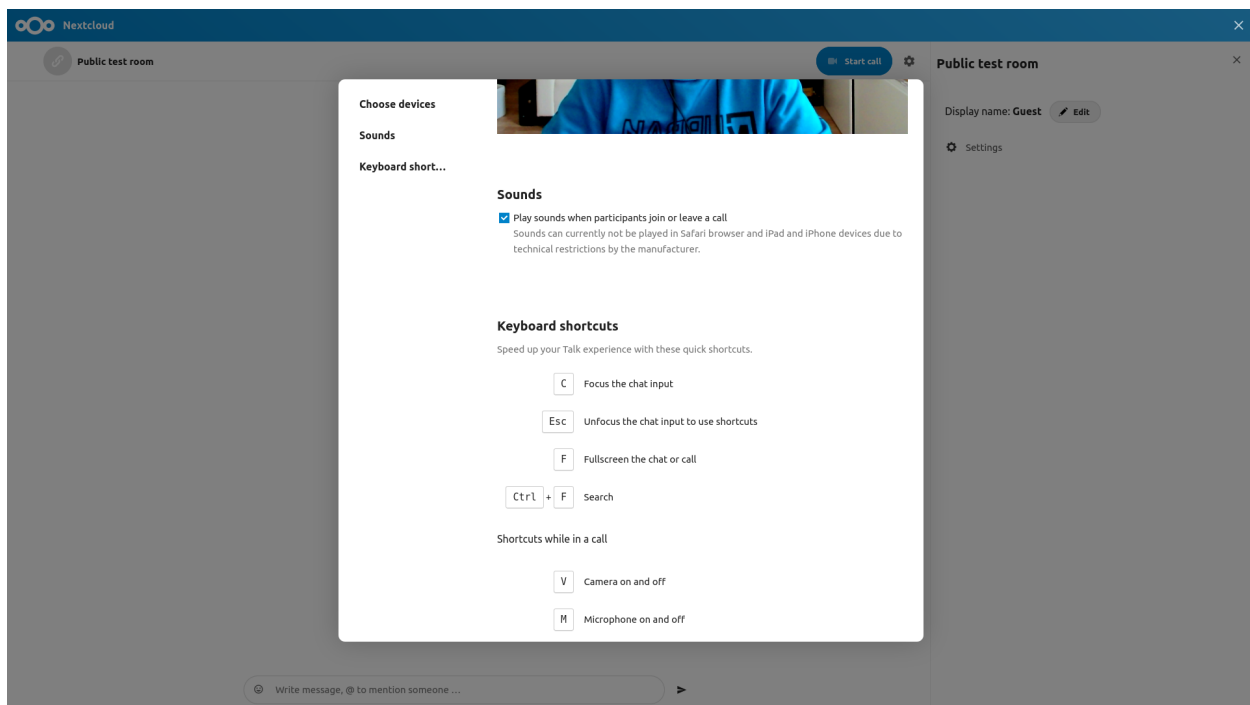 Nextcloud
Public test room
Start call
Public test room
Display name: Guest
Edit
Settings
Choose devices
Sounds
Keyboard short...
Sounds
Play sounds when participants join or leave a call
Sounds can currently not be played in Safari browser and iPad and iPhone devices due to
technical restrictions by the manufacturer.
Keyboard shortcuts
Speed up your Talk experience with these quick shortcuts.
C Focus the chat input
Esc Unfocus the chat input to use shortcuts
F Fullscreen the chat or call
Ctrl + F Search
Shortcuts while in a call
V Camera on and off
M Microphone on and off
Write message, @ to mention someone ...